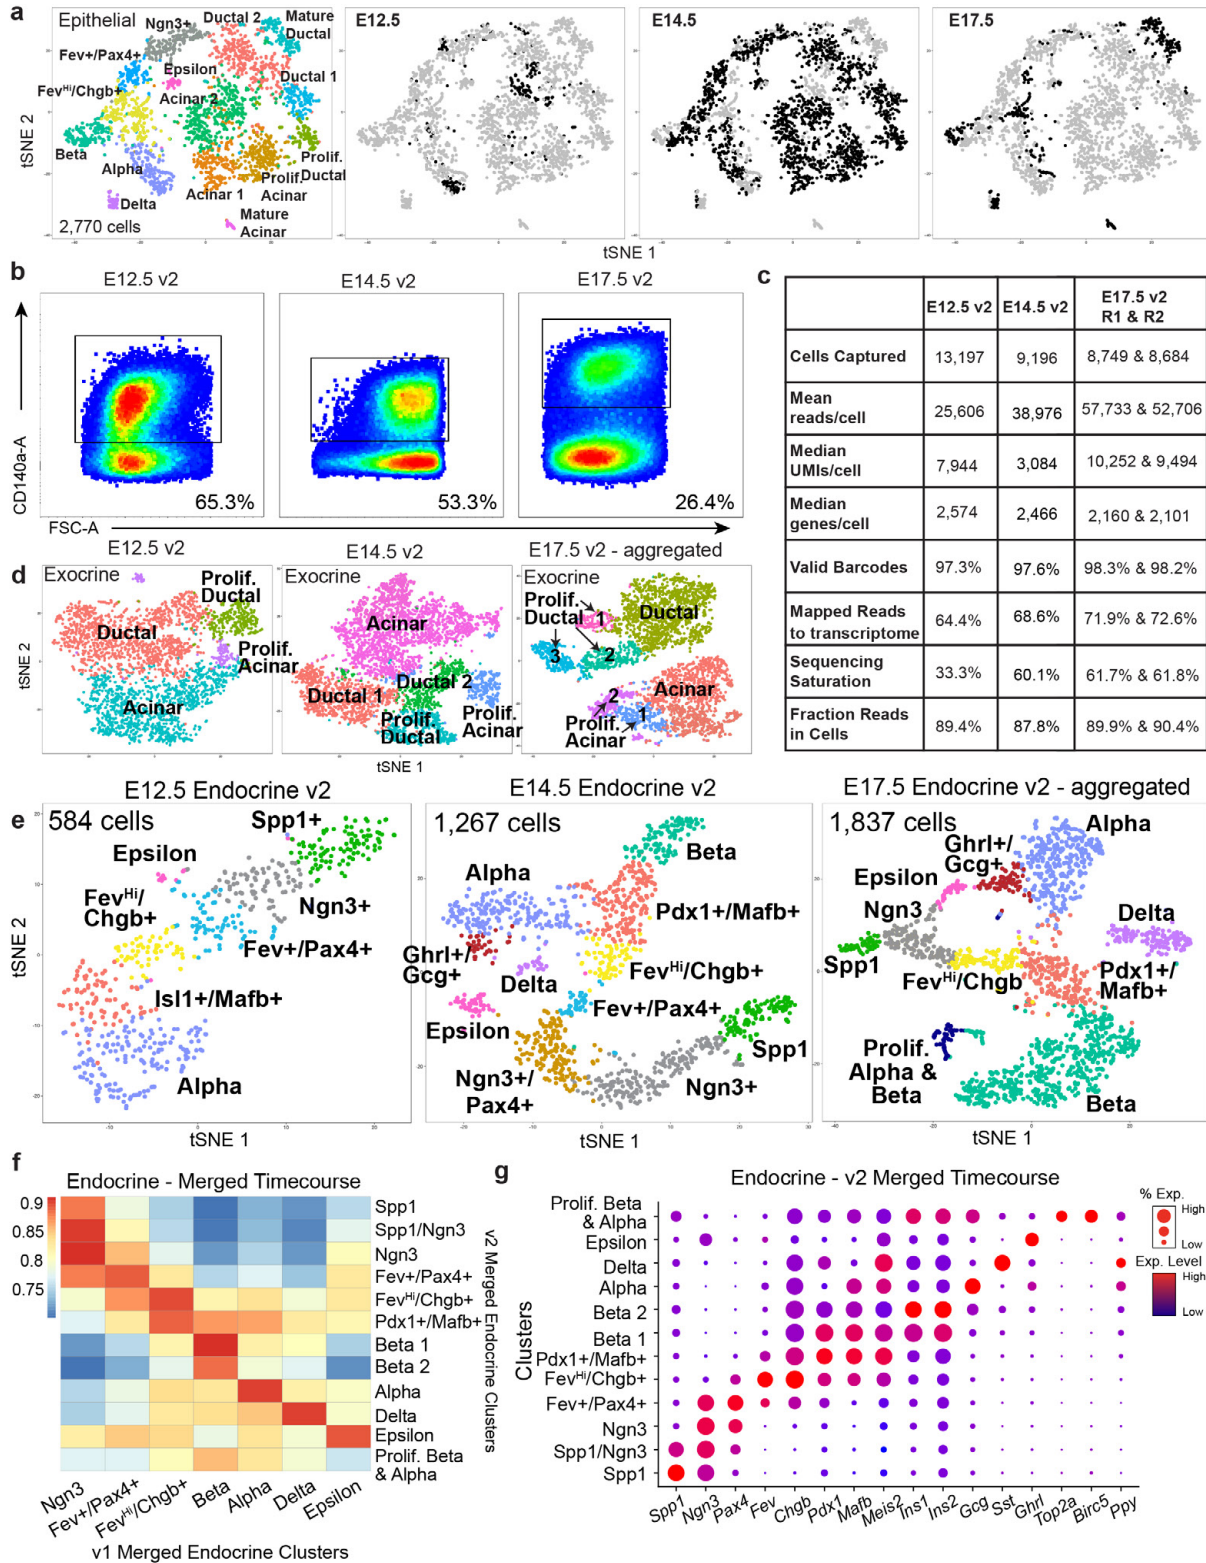 a
Epithelial
Ngn3+
Ductal 2
Mature
Ductal
Fev+/Pax4+
Epsilon
Ductal 1
FevHi/Chgb+
Acinar 2
Beta
Alpha
Prolif.
Ductal
Prolif.
Acinar
Acinar 1
Delta
Mature
Acinar
2,770 cells
E12.5
E14.5
E17.5
tSNE 2
tSNE 1
b
E12.5 v2
E14.5 v2
E17.5 v2
65.3%
53.3%
26.4%
CD140a-A
FSC-A
c
E12.5 v2 E14.5 v2 E17.5 v2
R1 & R2
Cells Captured 13,197 9,196 8,749 & 8,684
Mean
reads/cell 25,606 38,976 57,733 & 52,706
Median
UMIs/cell 7,944 3,084 10,252 & 9,494
Median
genes/cell 2,574 2,466 2,160 & 2,101
Valid Barcodes 97.3% 97.6% 98.3% & 98.2%
Mapped Reads
to transcriptome 64.4% 68.6% 71.9% & 72.6%
Sequencing
Saturation 33.3% 60.1% 61.7% & 61.8%
Fraction Reads
in Cells 89.4% 87.8% 89.9% & 90.4%
d
E12.5 v2
Exocrine
Prolif.
Ductal
Ductal
Prolif.
Acinar
Acinar
E14.5 v2
Exocrine
Acinar
Ductal 1
Ductal 2
Prolif.
Ductal
Prolif.
Acinar
E17.5 v2 - aggregated
Exocrine
Prolif.
Ductal
1
Ductal
3
2
Acinar
2
1
Prolif.
Acinar
tSNE 2
tSNE 1
e
E12.5 Endocrine v2
584 cells
Spp1+
Epsilon
FevHi/
Chgb+
Ngn3+
Fev+/Pax4+
Isl1+/Mafb+
Alpha
tSNE 2
tSNE 1
E14.5 Endocrine v2
1,267 cells
Beta
Alpha
Pdx1+/Mafb+
Ghrl+/
Gcg+
Delta
FevHi/Chgb+
Epsilon
Fev+/Pax4+
Spp1
Ngn3+/
Pax4+
Ngn3+
tSNE 1
E17.5 Endocrine v2 - aggregated
1,837 cells
Alpha
Ghrl+/
Gcg+
Epsilon
Ngn3
Delta
Spp1
FevHi/Chgb
Pdx1+/
Mafb+
Prolif.
Alpha &
Beta
Beta
tSNE 1
f
Endocrine - Merged Timecourse
0.9
0.85
0.8
0.75
Spp1
Spp1/Ngn3
Ngn3
Fev+/Pax4+
FevHi/Chgb+
Pdx1+/Mafb+
Beta 1
Beta 2
Alpha
Delta
Epsilon
Prolif. Beta
& Alpha
v2 Merged Endocrine Clusters
Ngn3
Fev+/Pax4+
FevHi/Chgb+
Beta
Alpha
Delta
Epsilon
v1 Merged Endocrine Clusters
g
Endocrine - v2 Merged Timecourse
Prolif. Beta
& Alpha
Epsilon
Delta
Alpha
Beta 2
Beta 1
Pdx1+/Mafb+
FevHi/Chgb+
Fev+/Pax4+
Ngn3
Spp1/Ngn3
Spp1
Clusters
Spp1
Ngn3
Pax4
Fev
Chgb
Pdx1
Mafb
Meis2
Ins1
Ins2
Gcg
Sst
Ghrl
Top2a
Birc5
Ppy
% Exp.
High
Low
Exp. Level
High
Low